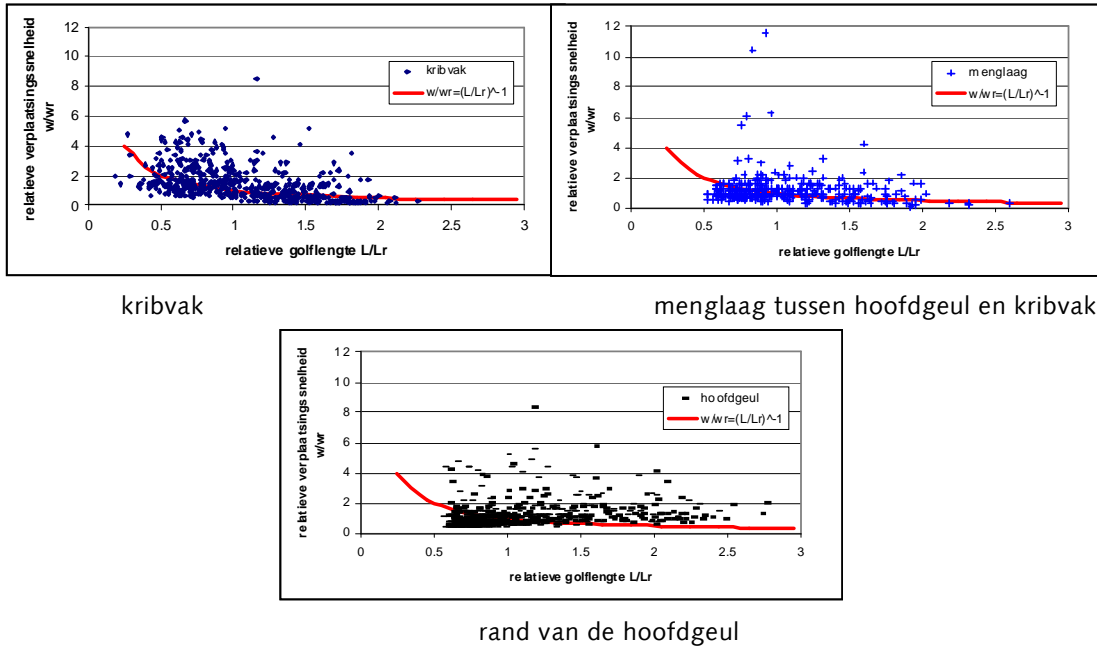 relatieve verplaatsingssnelheid
w/wr
12
10
8
6
4
2
0
kribvak
w/wr=(L/Lr)^-1
0
0.5
1
1.5
2
2.5
3
relatieve golflengte L/Lr
kribvak
relatieve verplaatsingssnelheid
w/wr
12
10
8
6
4
2
0
menglaag
w/wr=(L/Lr)^-1
0
0.5
1
1.5
2
2.5
3
relatieve golflengte L/Lr
menglaag tussen hoofdgeul en kribvak
relatieve verplaatsings snelheid
w/wr
12
10
8
6
4
2
0
hoofdgeul
w/wr=(L/Lr)^-1
0
0.5
1
1.5
2
2.5
3
relatieve golflengte L/Lr
rand van de hoofdgeul